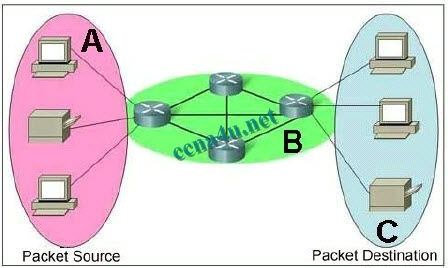 A
ccna4u.net
B
C
Packet Source
Packet Destination